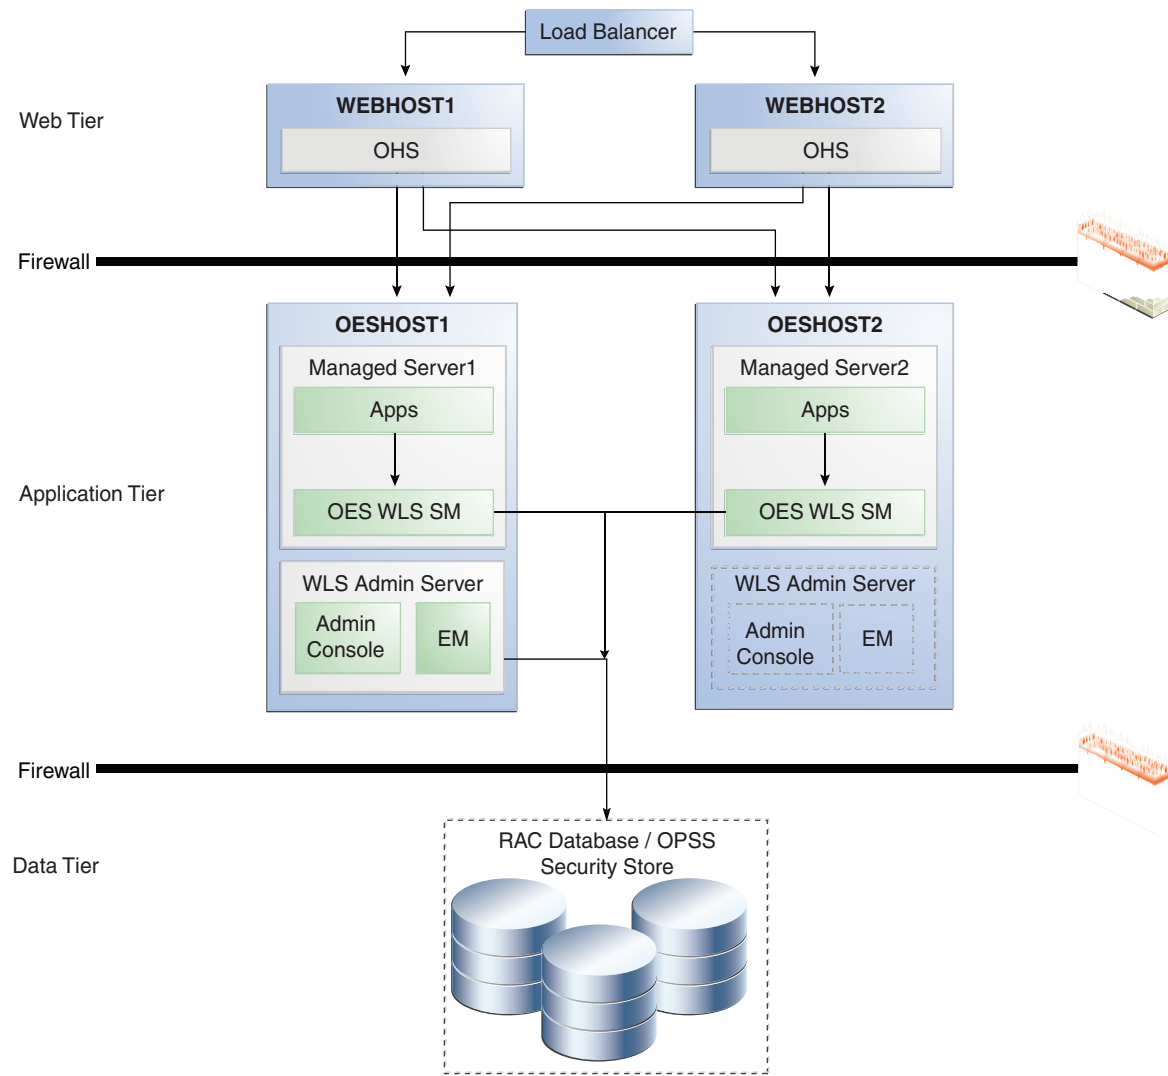 Load Balancer
Web Tier
WEBHOST1
OHS
WEBHOST2
OHS
Firewall
Application Tier
OESHOST1
Managed Server1
Apps
OES WLS SM
WLS Admin Server
Admin
Console
EM
OESHOST2
Managed Server2
Apps
OES WLS SM
WLS Admin Server
Admin
Console
EM
Firewall
Data Tier
RAC Database / OPSS
Security Store